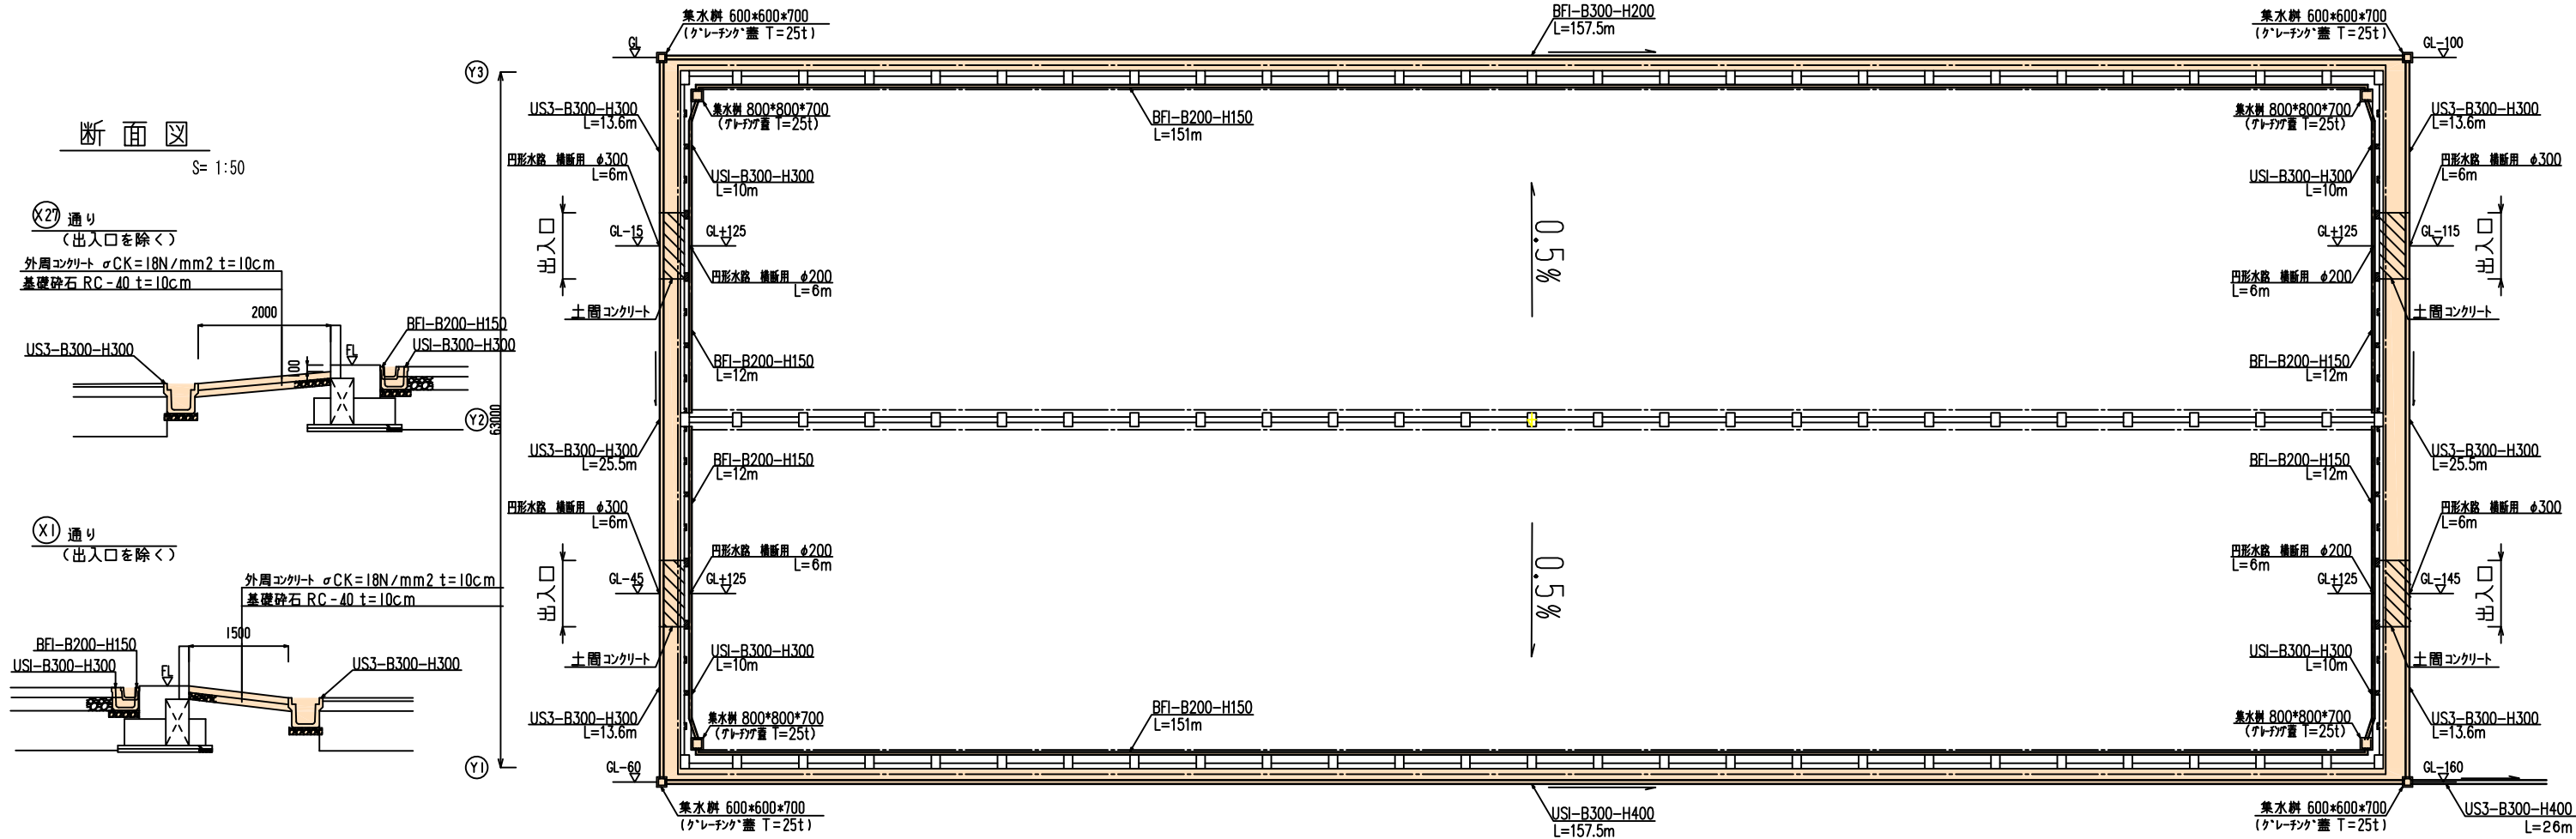 断面図
S= 1:50
X27 通り
(出入口を除く)
外周コンクリート σCK=18N/mm2 t=10cm
基礎砕石 RC-40 t=10cm
2000
BF1-B200-H150
US3-B300-H300
US1-B300-H300
100
FL
X1 通り
(出入口を除く)
外周コンクリート σCK=18N/mm2 t=10cm
基礎砕石 RC-40 t=10cm
1500
BF1-B200-H150
US1-B300-H300
FL
US3-B300-H300
Y3
Y2
63000
Y1
集水桝 600*600*700
(グレーチング蓋 T=25t)
GL
BF1-B300-H200
L=157.5m
集水桝 600*600*700
(グレーチング蓋 T=25t)
GL-100
US3-B300-H300
L=13.6m
集水桝 800*800*700
(グレーチング蓋 T=25t)
BF1-B200-H150
L=151m
集水桝 800*800*700
(グレーチング蓋 T=25t)
US3-B300-H300
L=13.6m
円形水路 横断用 φ300
L=6m
US1-B300-H300
L=10m
US1-B300-H300
L=10m
円形水路 横断用 φ300
L=6m
出入口
GL-15
GL+125
0.5%
GL+125
GL-115
出入口
円形水路 横断用 φ200
L=6m
円形水路 横断用 φ200
L=6m
土間コンクリート
土間コンクリート
BF1-B200-H150
L=12m
BF1-B200-H150
L=12m
US3-B300-H300
L=25.5m
BF1-B200-H150
L=12m
BF1-B200-H150
L=12m
US3-B300-H300
L=25.5m
円形水路 横断用 φ300
L=6m
円形水路 横断用 φ300
L=6m
円形水路 横断用 φ200
L=6m
円形水路 横断用 φ200
L=6m
出入口
GL-45
GL+125
0.5%
GL+125
GL-145
出入口
土間コンクリート
土間コンクリート
US1-B300-H300
L=10m
US1-B300-H300
L=10m
US3-B300-H300
L=13.6m
集水桝 800*800*700
(グレーチング蓋 T=25t)
BF1-B200-H150
L=151m
集水桝 800*800*700
(グレーチング蓋 T=25t)
US3-B300-H300
L=13.6m
GL-60
GL-160
集水桝 600*600*700
(グレーチング蓋 T=25t)
US1-B300-H400
L=157.5m
集水桝 600*600*700
(グレーチング蓋 T=25t)
US3-B300-H400
L=26m